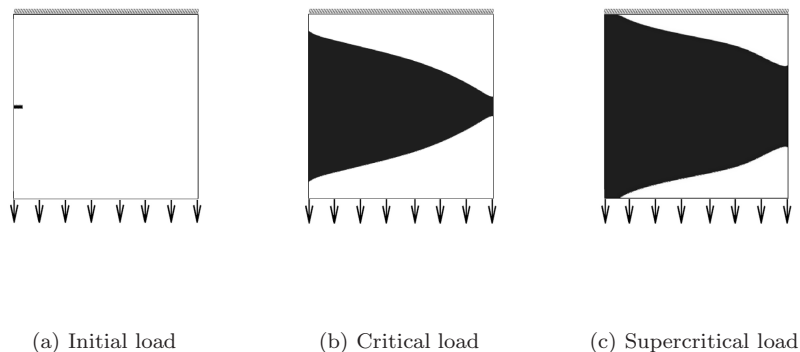 (a) Initial load
(b) Critical load
(c) Supercritical load